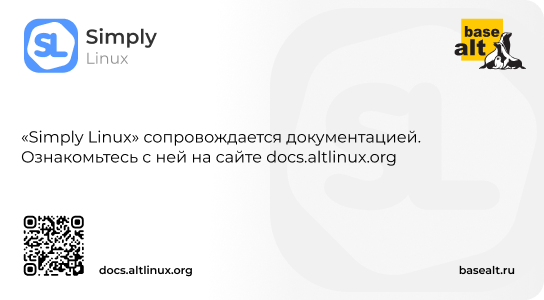 SL
Simply
Linux
base
alt
«Simply Linux» сопровождается документацией.
Ознакомьтесь с ней на сайте docs.altlinux.org
SL
docs.altlinux.org
basealt.ru